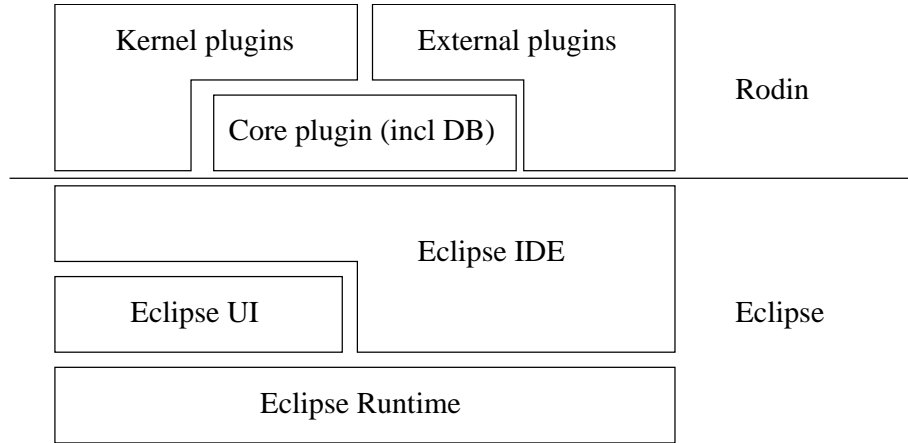 Kernel plugins
External plugins
Rodin
Core plugin (incl DB)
Eclipse IDE
Eclipse UI
Eclipse
Eclipse Runtime